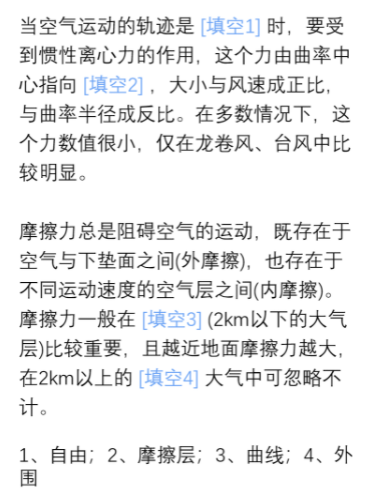 当空气运动的轨迹是 [填空1] 时，要受
到惯性离心力的作用，这个力由曲率中
心指向 [填空2] ，大小与风速成正比，
与曲率半径成反比。在多数情况下，这
个力数值很小，仅在龙卷风、台风中比
较明显。
摩擦力总是阻碍空气的运动，既存在于
空气与下垫面之间(外摩擦)，也存在于
不同运动速度的空气层之间(内摩擦)。
摩擦力一般在 [填空3] (2km以下的大气
层)比较重要，且越近地面摩擦力越大，
在2km以上的 [填空4] 大气中可忽略不
计。
1、自由；2、摩擦层；3、曲线；4、外
围